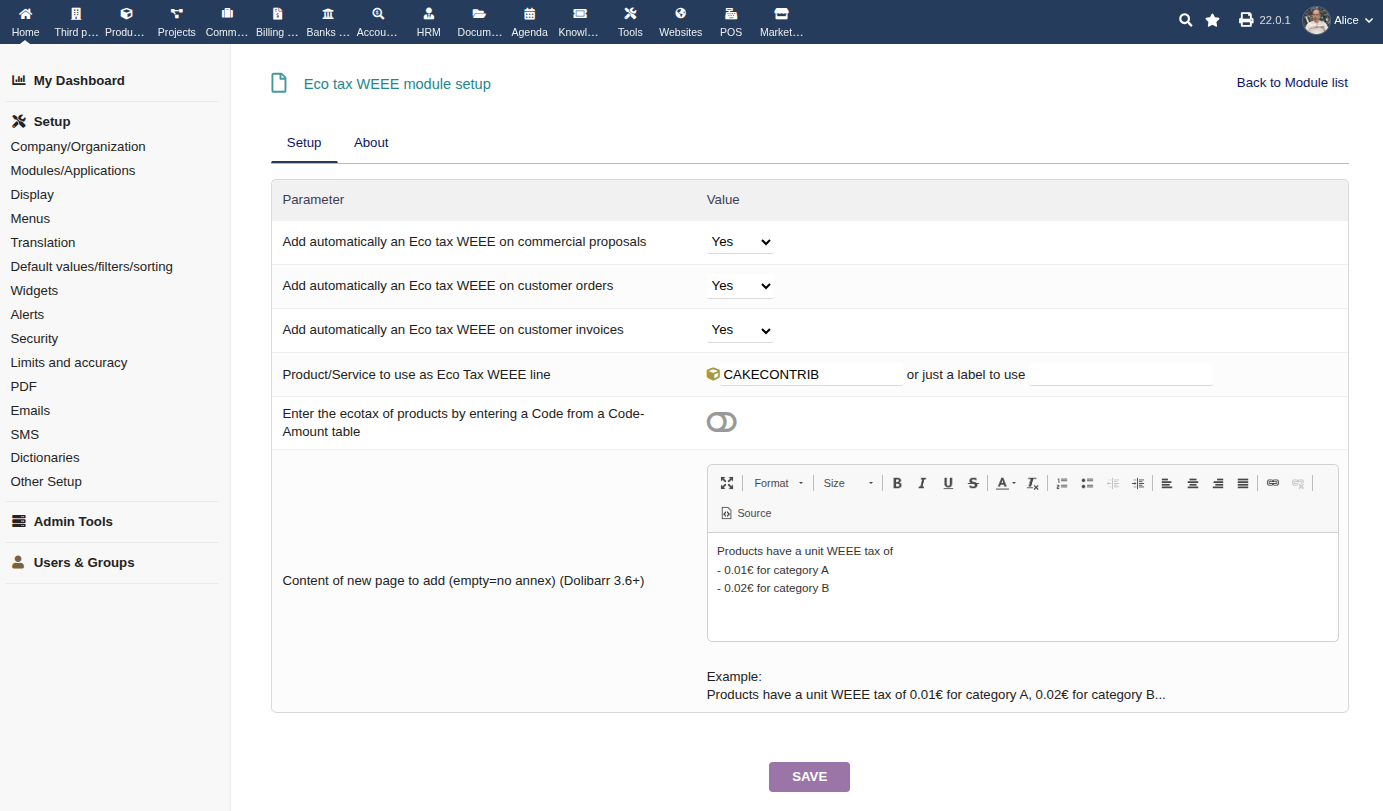 Home Third p… Produ… Projects Comm… Billing … Banks … Accou… HRM Docum… Agenda Knowl… Tools Websites POS Market… 22.0.1 Alice
My Dashboard
Setup
Company/Organization
Modules/Applications
Display
Menus
Translation
Default values/filters/sorting
Widgets
Alerts
Security
Limits and accuracy
PDF
Emails
SMS
Dictionaries
Other Setup
Admin Tools
Users & Groups
Eco tax WEEE module setup
Back to Module list
Setup About
Parameter Value
Add automatically an Eco tax WEEE on commercial proposals Yes
Add automatically an Eco tax WEEE on customer orders Yes
Add automatically an Eco tax WEEE on customer invoices Yes
Product/Service to use as Eco Tax WEEE line CAKECONTRIB or just a label to use
Enter the ecotax of products by entering a Code from a Code-
Amount table
Content of new page to add (empty=no annex) (Dolibarr 3.6+)
Format Size B I U S A Tx
Source
Products have a unit WEEE tax of
- 0.01€ for category A
- 0.02€ for category B
Example:
Products have a unit WEEE tax of 0.01€ for category A, 0.02€ for category B...
SAVE